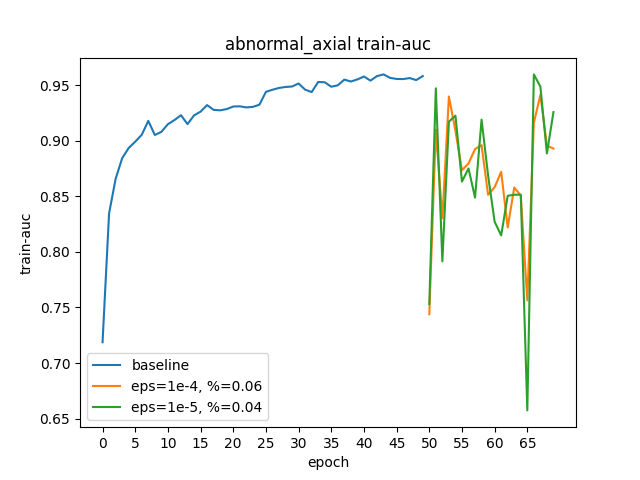 abnormal_axial train-auc
train-auc
0.95
0.90
0.85
0.80
0.75
0.70
0.65
baseline
eps=1e-4, %=0.06
eps=1e-5, %=0.04
0 5 10 15 20 25 30 35 40 45 50 55 60 65
epoch